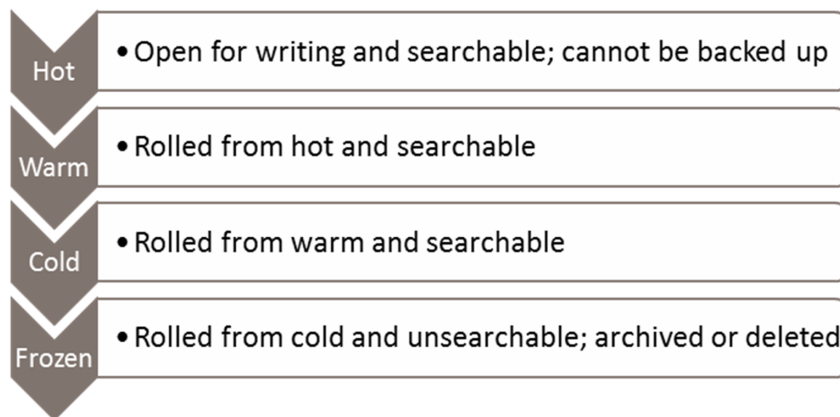 Hot
• Open for writing and searchable; cannot be backed up
Warm
• Rolled from hot and searchable
Cold
• Rolled from warm and searchable
Frozen
• Rolled from cold and unsearchable; archived or deleted